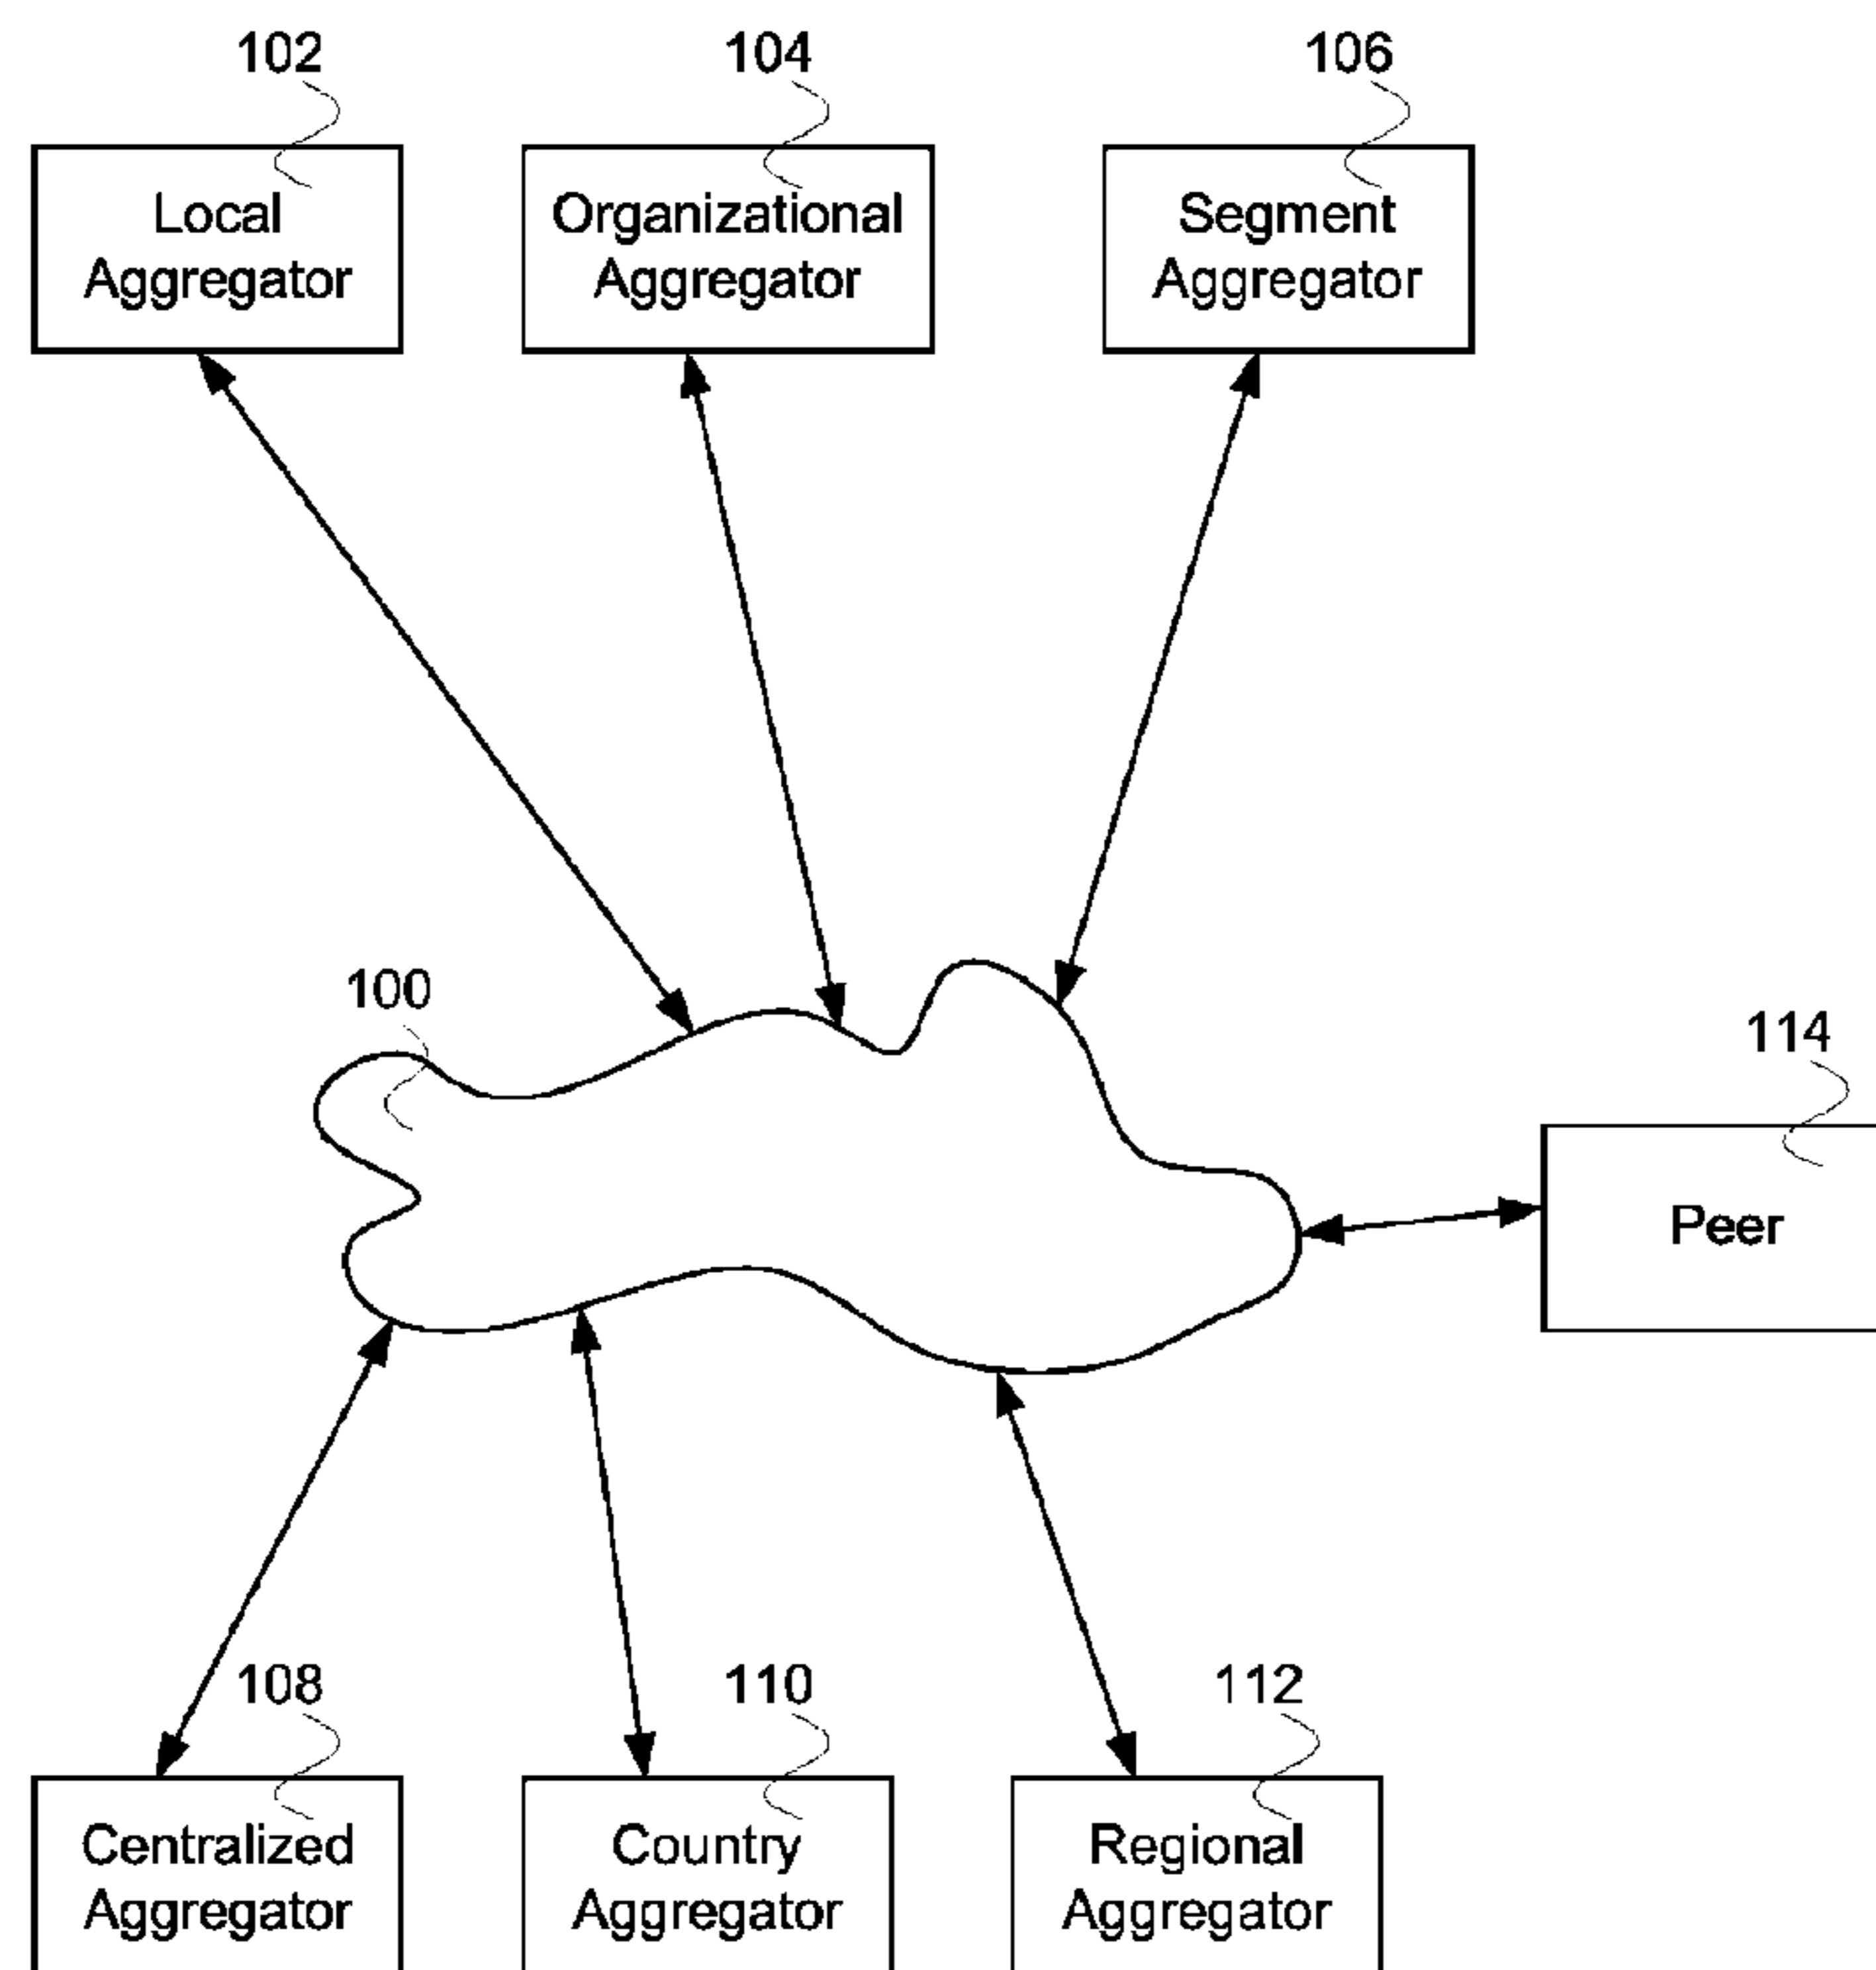 102
104
106
Local
Aggregator
Organizational
Aggregator
Segment
Aggregator
100
114
Peer
108
110
112
Centralized
Aggregator
Country
Aggregator
Regional
Aggregator